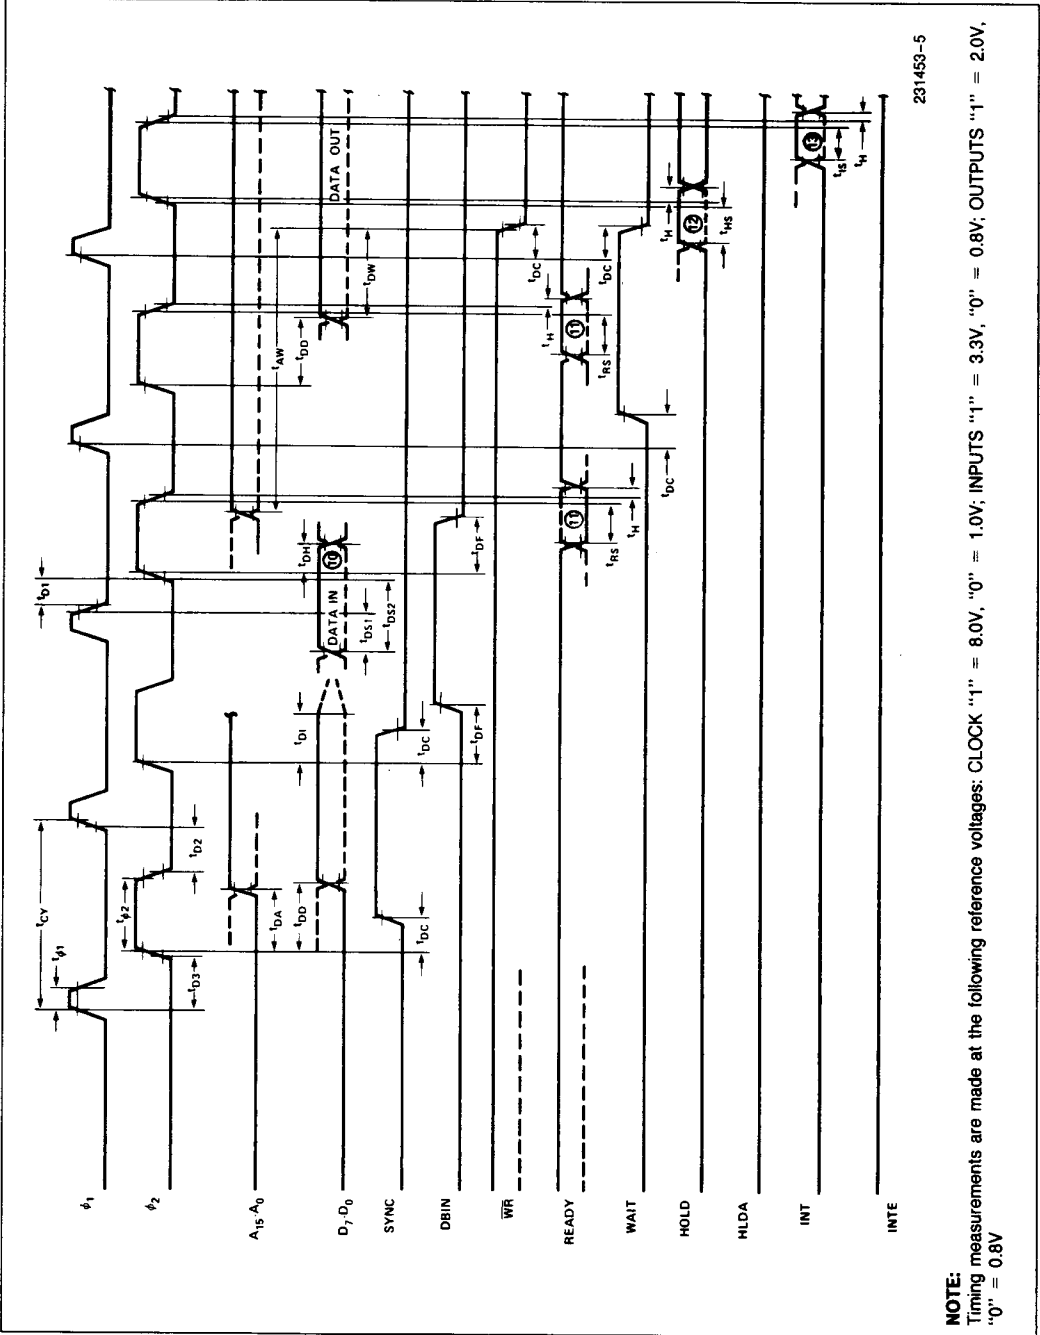 tCY
tϕ1
tD1
ϕ1
tD3
tϕ2
tD2
ϕ2
tAW
tDA
A15-A0
tDD
tDI
DATA IN
⑩
tDH
tDD
DATA OUT
D7-D0
tDS1
tDW
tDS2
tDC
tDC
SYNC
tDF
tDF
DBIN
W̅R̅
tDC
READY
⑪
⑪
tH
tRS
tH
tRS
tDC
WAIT
tDC
tH
⑫
HOLD
tHS
HLDA
⑬
INT
tIS
tH
INTE
231453-5
NOTE:
Timing measurements are made at the following reference voltages: CLOCK "1" = 8.0V, "0" = 1.0V; INPUTS "1" = 3.3V, "0" = 0.8V; OUTPUTS "1" = 2.0V,
"0" = 0.8V